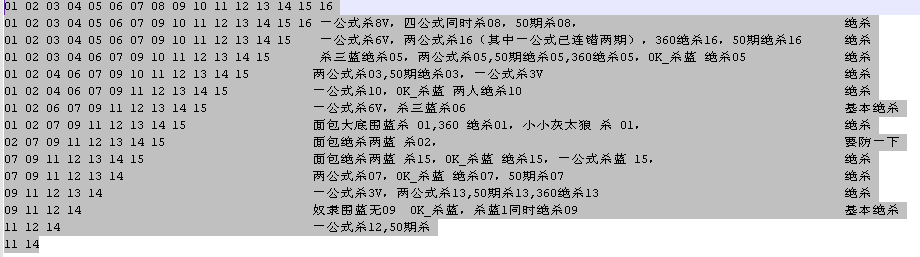 01 02 03 04 05 06 07 08 09 10 11 12 13 14 15 16
01 02 03 04 05 06 07 09 10 11 12 13 14 15 16 一公式杀8V，四公式同时杀08，50期杀08， 绝杀
01 02 03 04 05 06 07 09 10 11 12 13 14 15 一公式杀6V，两公式杀16（其中一公式已连错两期），360绝杀16，50期绝杀16 绝杀
01 02 03 04 06 07 09 10 11 12 13 14 15 杀三蓝绝杀05，两公式杀05,50期绝杀05,360绝杀05，OK_杀蓝 绝杀05 绝杀
01 02 04 06 07 09 10 11 12 13 14 15 两公式杀03,50期绝杀03，一公式杀3V 绝杀
01 02 04 06 07 09 11 12 13 14 15 一公式杀10，OK_杀蓝 两人绝杀10 绝杀
01 02 06 07 09 11 12 13 14 15 一公式杀6V，杀三蓝杀06 基本绝杀
01 02 07 09 11 12 13 14 15 面包大底围蓝杀 01,360 绝杀01，小小灰太狼 杀 01， 绝杀
02 07 09 11 12 13 14 15 面包绝杀两蓝 杀02， 要防一下
07 09 11 12 13 14 15 面包绝杀两蓝 杀15，OK_杀蓝 绝杀15，一公式杀蓝 15， 绝杀
07 09 11 12 13 14 两公式杀07，OK_杀蓝 绝杀07，50期杀07 绝杀
09 11 12 13 14 一公式杀3V，两公式杀13,50期杀13,360绝杀13 绝杀
09 11 12 14 奴隶围蓝无09 OK_杀蓝，杀蓝1同时绝杀09 基本绝杀
11 12 14 一公式杀12,50期杀 绝杀
11 14